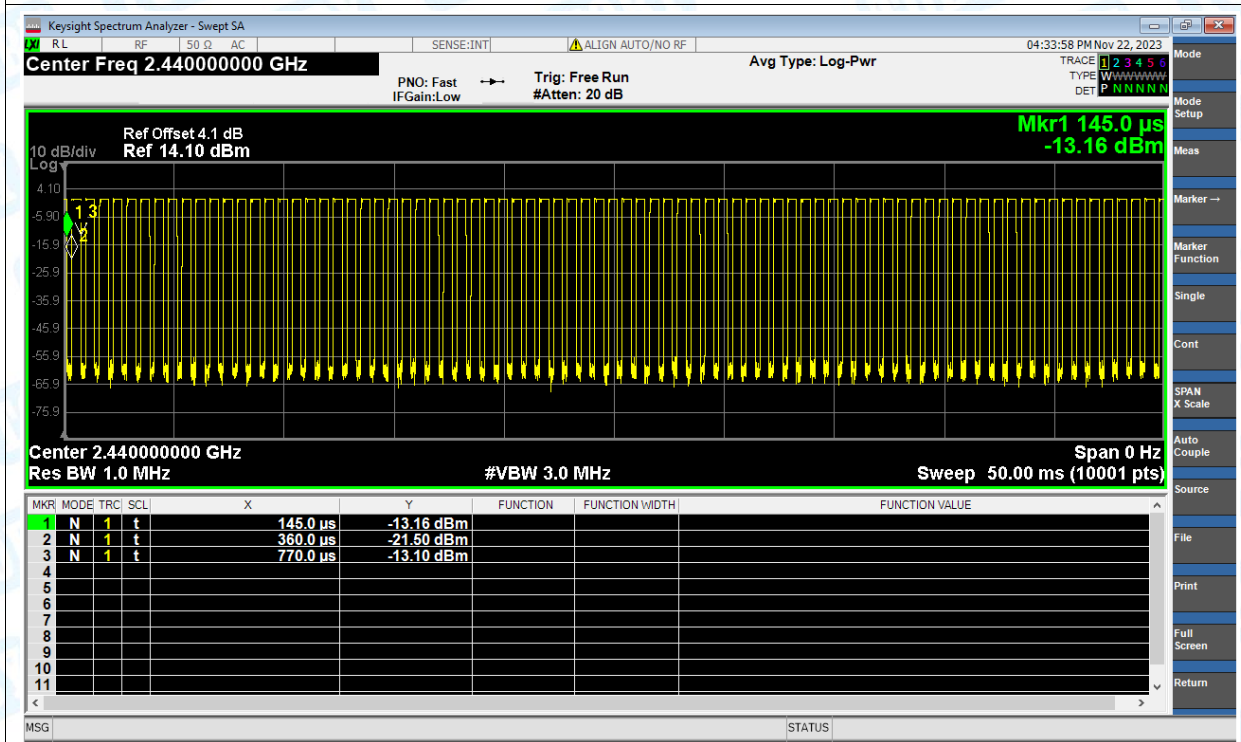 Keysight Spectrum Analyzer - Swept SA
LXI RL RF 50 Ω AC SENSE:INT ALIGN AUTO/NO RF 04:33:58 PM Nov 22, 2023
Center Freq 2.440000000 GHz
PNO: Fast
IFGain:Low
Trig: Free Run
#Atten: 20 dB
Avg Type: Log-Pwr
TRACE 1 2 3 4 5 6
TYPE WWWWWW
DET P N N N N N
Mkr1 145.0 µs
-13.16 dBm
Ref Offset 4.1 dB
10 dB/div Ref 14.10 dBm
Log
4.10
-5.90
-15.9
-25.9
-35.9
-45.9
-55.9
-65.9
-75.9
1 3
2
Center 2.440000000 GHz Span 0 Hz
Res BW 1.0 MHz #VBW 3.0 MHz Sweep 50.00 ms (10001 pts)
MKR MODE TRC SCL X Y FUNCTION FUNCTION WIDTH FUNCTION VALUE
1 N 1 t 145.0 µs -13.16 dBm
2 N 1 t 360.0 µs -21.50 dBm
3 N 1 t 770.0 µs -13.10 dBm
4
5
6
7
8
9
10
11
MSG STATUS
Mode
Mode
Setup
Meas
Marker →
Marker
Function
Single
Cont
SPAN
X Scale
Auto
Couple
Source
File
Print
Full
Screen
Return